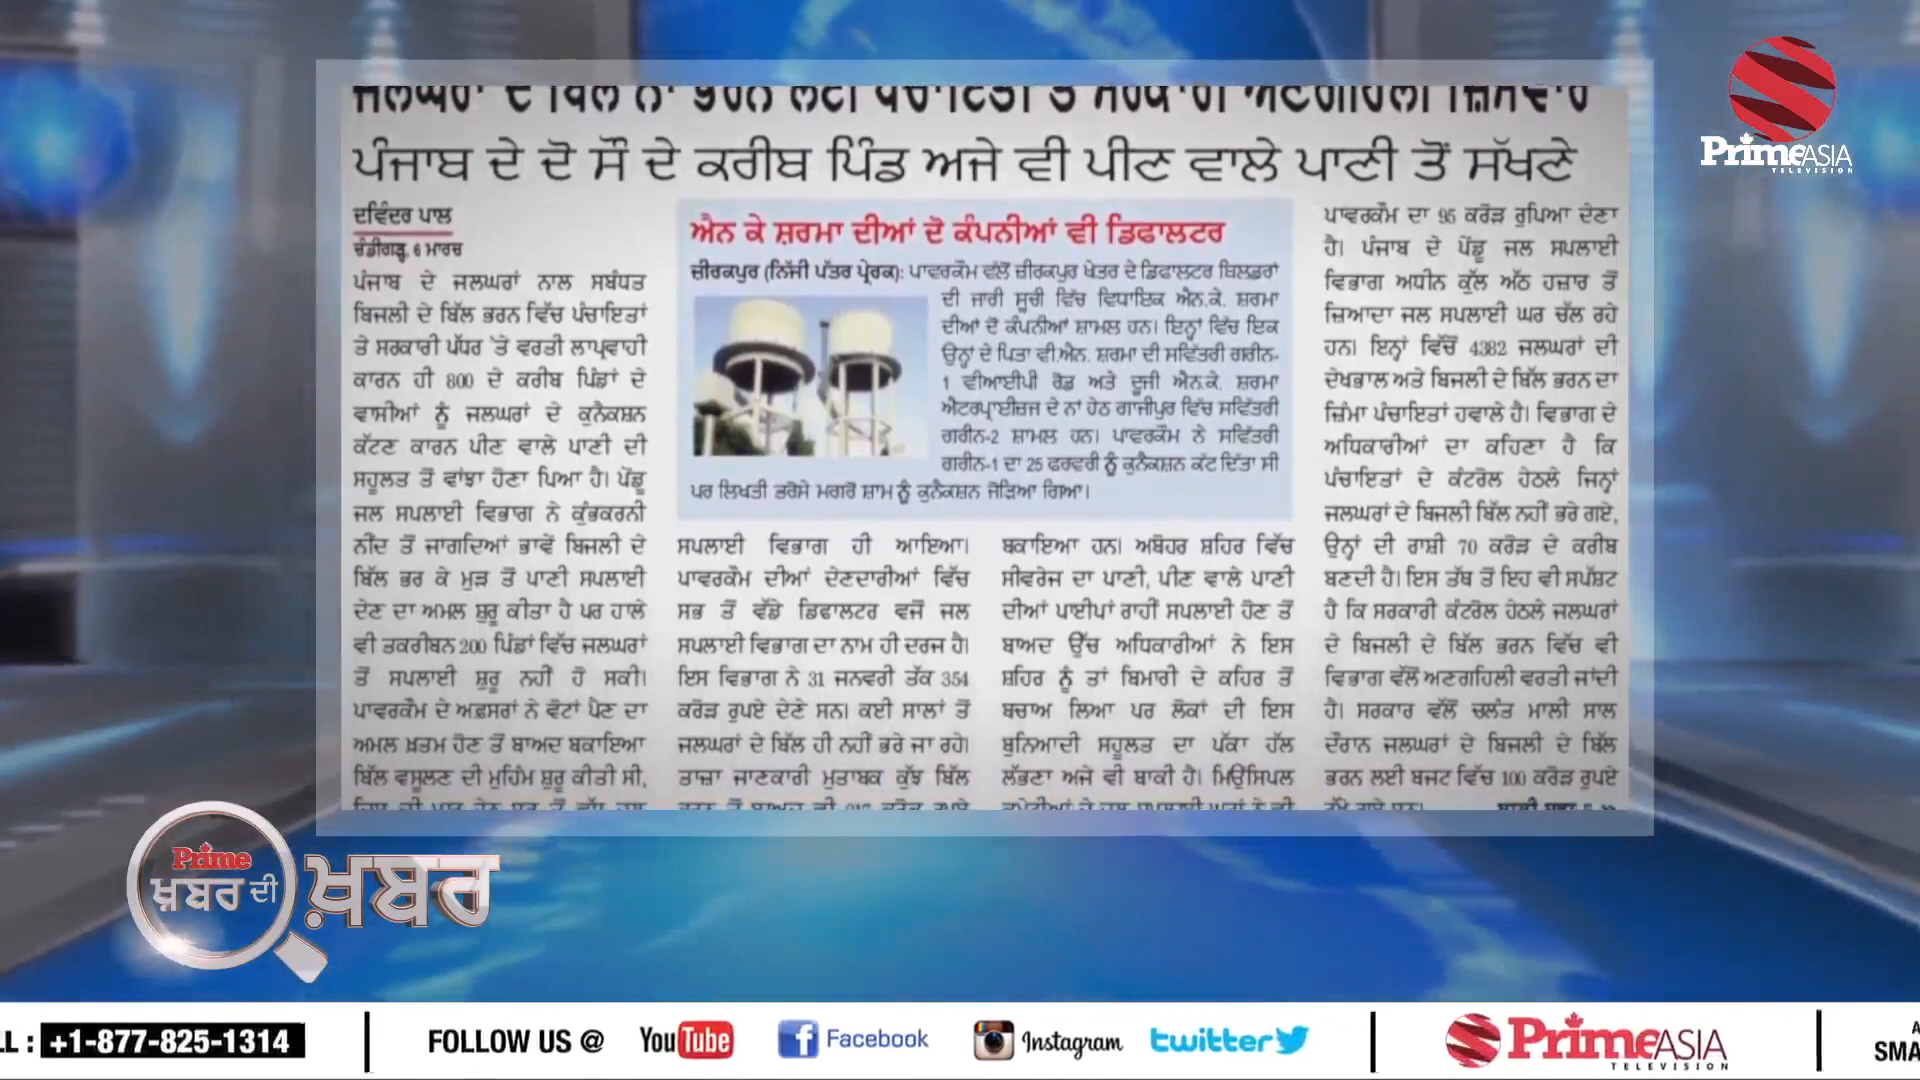 ਜਲਘਰਾਂ ਦੇ ਬਿੱਲ ਨਾ ਭਰਨ ਲਈ ਪੰਚਾਇਤੀ ਤੇ ਸਰਕਾਰੀ ਅਣਗਹਿਲੀ ਜ਼ਿੰਮੇਵਾਰ
ਪੰਜਾਬ ਦੇ ਦੋ ਸੌ ਦੇ ਕਰੀਬ ਪਿੰਡ ਅਜੇ ਵੀ ਪੀਣ ਵਾਲੇ ਪਾਣੀ ਤੋਂ ਸੱਖਣੇ
ਦਵਿੰਦਰ ਪਾਲ
ਚੰਡੀਗੜ੍ਹ, 6 ਮਾਰਚ
ਪੰਜਾਬ ਦੇ ਜਲਘਰਾਂ ਨਾਲ ਸਬੰਧਤ
ਬਿਜਲੀ ਦੇ ਬਿੱਲ ਭਰਨ ਵਿੱਚ ਪੰਚਾਇਤਾਂ
ਤੇ ਸਰਕਾਰੀ ਪੱਧਰ 'ਤੇ ਵਰਤੀ ਲਾਪ੍ਰਵਾਹੀ
ਕਾਰਨ ਹੀ 800 ਦੇ ਕਰੀਬ ਪਿੰਡਾਂ ਦੇ
ਵਾਸੀਆਂ ਨੂੰ ਜਲਘਰਾਂ ਦੇ ਕੁਨੈਕਸ਼ਨ
ਕੱਟਣ ਕਾਰਨ ਪੀਣ ਵਾਲੇ ਪਾਣੀ ਦੀ
ਸਹੂਲਤ ਤੋਂ ਵਾਂਝਾ ਹੋਣਾ ਪਿਆ ਹੈ। ਪੇਂਡੂ
ਜਲ ਸਪਲਾਈ ਵਿਭਾਗ ਨੇ ਕੁੰਭਕਰਨੀ
ਨੀਂਦ ਤੋਂ ਜਾਗਦਿਆਂ ਭਾਵੇਂ ਬਿਜਲੀ ਦੇ
ਬਿੱਲ ਭਰ ਕੇ ਮੁੜ ਤੋਂ ਪਾਣੀ ਸਪਲਾਈ
ਦੇਣ ਦਾ ਅਮਲ ਸ਼ੁਰੂ ਕੀਤਾ ਹੈ ਪਰ ਹਾਲੇ
ਵੀ ਤਕਰੀਬਨ 200 ਪਿੰਡਾਂ ਵਿੱਚ ਜਲਘਰਾਂ
ਤੋਂ ਸਪਲਾਈ ਸ਼ੁਰੂ ਨਹੀਂ ਹੋ ਸਕੀ।
ਪਾਵਰਕੌਮ ਦੇ ਅਫ਼ਸਰਾਂ ਨੇ ਵੋਟਾਂ ਪੈਣ ਦਾ
ਅਮਲ ਖ਼ਤਮ ਹੋਣ ਤੋਂ ਬਾਅਦ ਬਕਾਇਆ
ਬਿੱਲ ਵਸੂਲਣ ਦੀ ਮੁਹਿੰਮ ਸ਼ੁਰੂ ਕੀਤੀ ਸੀ,
ਐਨ ਕੇ ਸ਼ਰਮਾ ਦੀਆਂ ਦੋ ਕੰਪਨੀਆਂ ਵੀ ਡਿਫਾਲਟਰ
ਜ਼ੀਰਕਪੁਰ (ਨਿੱਜੀ ਪੱਤਰ ਪ੍ਰੇਰਕ): ਪਾਵਰਕੌਮ ਵੱਲੋਂ ਜ਼ੀਰਕਪੁਰ ਖੇਤਰ ਦੇ ਡਿਫਾਲਟਰ ਬਿਲਡਰਾਂ
ਦੀ ਜਾਰੀ ਸੂਚੀ ਵਿੱਚ ਵਿਧਾਇਕ ਐਨ.ਕੇ. ਸ਼ਰਮਾ
ਦੀਆਂ ਦੋ ਕੰਪਨੀਆਂ ਸ਼ਾਮਲ ਹਨ। ਇਨ੍ਹਾਂ ਵਿੱਚ ਇਕ
ਉਨ੍ਹਾਂ ਦੇ ਪਿਤਾ ਵੀ.ਐਨ. ਸ਼ਰਮਾ ਦੀ ਸਵਿੱਤਰੀ ਗਰੀਨ-
1 ਵੀਆਈਪੀ ਰੋਡ ਅਤੇ ਦੂਜੀ ਐਨ.ਕੇ. ਸ਼ਰਮਾ
ਐਂਟਰਪ੍ਰਾਈਜ਼ਜ ਦੇ ਨਾਂ ਹੇਠ ਗਾਜੀਪੁਰ ਵਿੱਚ ਸਵਿੱਤਰੀ
ਗਰੀਨ-2 ਸ਼ਾਮਲ ਹਨ। ਪਾਵਰਕੌਮ ਨੇ ਸਵਿੱਤਰੀ
ਗਰੀਨ-1 ਦਾ 25 ਫਰਵਰੀ ਨੂੰ ਕੁਨੈਕਸ਼ਨ ਕੱਟ ਦਿੱਤਾ ਸੀ
ਪਰ ਲਿਖਤੀ ਭਰੋਸੇ ਮਗਰੋਂ ਸ਼ਾਮ ਨੂੰ ਕੁਨੈਕਸ਼ਨ ਜੋੜਿਆ ਗਿਆ।
ਸਪਲਾਈ ਵਿਭਾਗ ਹੀ ਆਇਆ।
ਪਾਵਰਕੌਮ ਦੀਆਂ ਦੇਣਦਾਰੀਆਂ ਵਿੱਚ
ਸਭ ਤੋਂ ਵੱਡੇ ਡਿਫਾਲਟਰ ਵਜੋਂ ਜਲ
ਸਪਲਾਈ ਵਿਭਾਗ ਦਾ ਨਾਮ ਹੀ ਦਰਜ ਹੈ।
ਇਸ ਵਿਭਾਗ ਨੇ 31 ਜਨਵਰੀ ਤੱਕ 354
ਕਰੋੜ ਰੁਪਏ ਦੇਣੇ ਸਨ। ਕਈ ਸਾਲਾਂ ਤੋਂ
ਜਲਘਰਾਂ ਦੇ ਬਿੱਲ ਹੀ ਨਹੀਂ ਭਰੇ ਜਾ ਰਹੇ।
ਤਾਜ਼ਾ ਜਾਣਕਾਰੀ ਮੁਤਾਬਕ ਕੁੱਝ ਬਿੱਲ
ਬਕਾਇਆ ਹਨ। ਅਬੋਹਰ ਸ਼ਹਿਰ ਵਿੱਚ
ਸੀਵਰੇਜ ਦਾ ਪਾਣੀ, ਪੀਣ ਵਾਲੇ ਪਾਣੀ
ਦੀਆਂ ਪਾਈਪਾਂ ਰਾਹੀਂ ਸਪਲਾਈ ਹੋਣ ਤੋਂ
ਬਾਅਦ ਉੱਚ ਅਧਿਕਾਰੀਆਂ ਨੇ ਇਸ
ਸ਼ਹਿਰ ਨੂੰ ਤਾਂ ਬਿਮਾਰੀ ਦੇ ਕਹਿਰ ਤੋਂ
ਬਚਾਅ ਲਿਆ ਪਰ ਲੋਕਾਂ ਦੀ ਇਸ
ਬੁਨਿਆਦੀ ਸਹੂਲਤ ਦਾ ਪੱਕਾ ਹੱਲ
ਲੱਭਣਾ ਅਜੇ ਵੀ ਬਾਕੀ ਹੈ। ਮਿਉਂਸਿਪਲ
ਪਾਵਰਕੌਮ ਦਾ 95 ਕਰੋੜ ਰੁਪਿਆ ਦੇਣਾ
ਹੈ। ਪੰਜਾਬ ਦੇ ਪੇਂਡੂ ਜਲ ਸਪਲਾਈ
ਵਿਭਾਗ ਅਧੀਨ ਕੁੱਲ ਅੱਠ ਹਜ਼ਾਰ ਤੋਂ
ਜ਼ਿਆਦਾ ਜਲ ਸਪਲਾਈ ਘਰ ਚੱਲ ਰਹੇ
ਹਨ। ਇਨ੍ਹਾਂ ਵਿੱਚੋਂ 4382 ਜਲਘਰਾਂ ਦੀ
ਦੇਖਭਾਲ ਅਤੇ ਬਿਜਲੀ ਦੇ ਬਿੱਲ ਭਰਨ ਦਾ
ਜ਼ਿੰਮਾ ਪੰਚਾਇਤਾਂ ਹਵਾਲੇ ਹੈ। ਵਿਭਾਗ ਦੇ
ਅਧਿਕਾਰੀਆਂ ਦਾ ਕਹਿਣਾ ਹੈ ਕਿ
ਪੰਚਾਇਤਾਂ ਦੇ ਕੰਟਰੋਲ ਹੇਠਲੇ ਜਿਨ੍ਹਾਂ
ਜਲਘਰਾਂ ਦੇ ਬਿਜਲੀ ਬਿੱਲ ਨਹੀਂ ਭਰੇ ਗਏ,
ਉਨ੍ਹਾਂ ਦੀ ਰਾਸ਼ੀ 70 ਕਰੋੜ ਦੇ ਕਰੀਬ
ਬਣਦੀ ਹੈ। ਇਸ ਤੱਥ ਤੋਂ ਇਹ ਵੀ ਸਪੱਸ਼ਟ
ਹੈ ਕਿ ਸਰਕਾਰੀ ਕੰਟਰੋਲ ਹੇਠਲੇ ਜਲਘਰਾਂ
ਦੇ ਬਿਜਲੀ ਦੇ ਬਿੱਲ ਭਰਨ ਵਿੱਚ ਵੀ
ਵਿਭਾਗ ਵੱਲੋਂ ਅਣਗਹਿਲੀ ਵਰਤੀ ਜਾਂਦੀ
ਹੈ। ਸਰਕਾਰ ਵੱਲੋਂ ਚਲੰਤ ਮਾਲੀ ਸਾਲ
ਦੌਰਾਨ ਜਲਘਰਾਂ ਦੇ ਬਿਜਲੀ ਦੇ ਬਿੱਲ
ਭਰਨ ਲਈ ਬਜਟ ਵਿੱਚ 100 ਕਰੋੜ ਰੁਪਏ
PrimeASIA
TELEVISION
Prime
ਖ਼ਬਰ ਦੀ
ਖ਼ਬਰ
LL : +1-877-825-1314
FOLLOW US @ YouTube Facebook Instagram twitter
PrimeASIA
TELEVISION
SMA